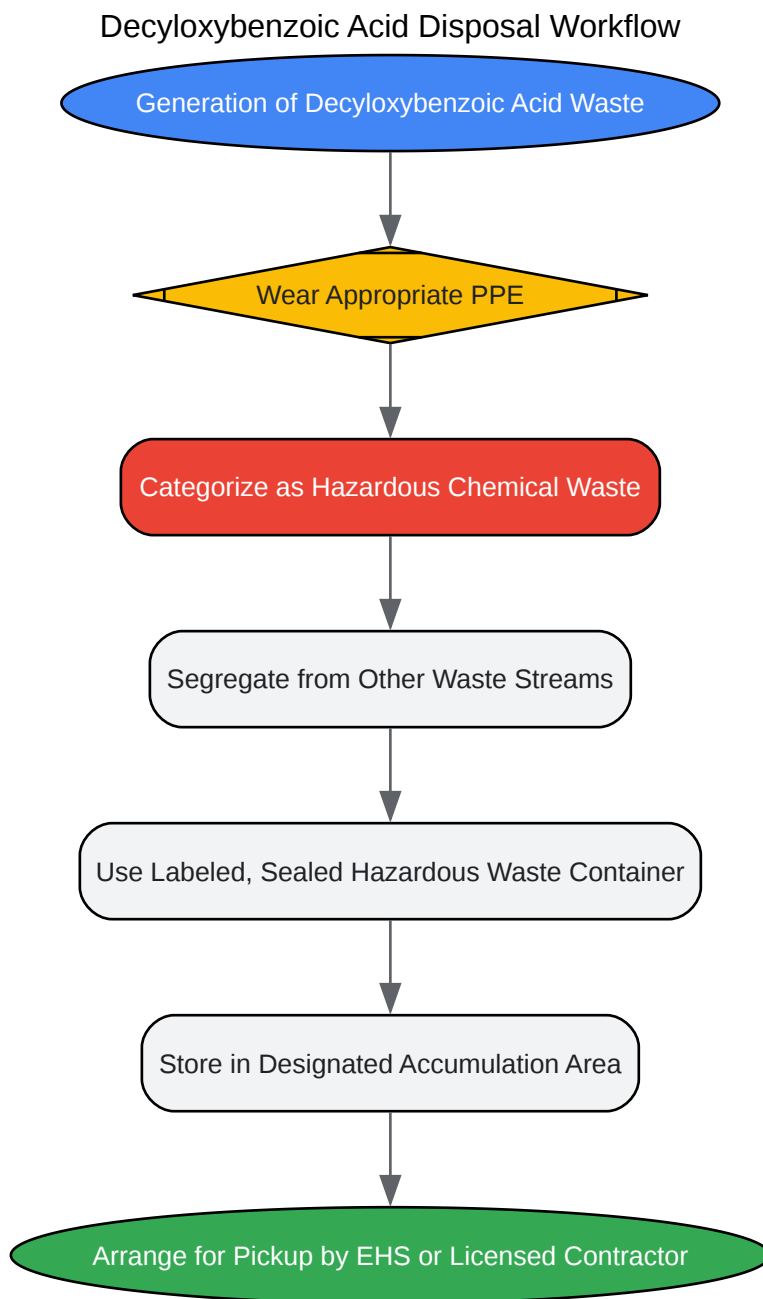 Decyloxybenzoic Acid Disposal Workflow
Generation of Decyloxybenzoic Acid Waste
Wear Appropriate PPE
Categorize as Hazardous Chemical Waste
Segregate from Other Waste Streams
Use Labeled, Sealed Hazardous Waste Container
Store in Designated Accumulation Area
Arrange for Pickup by EHS or Licensed Contractor